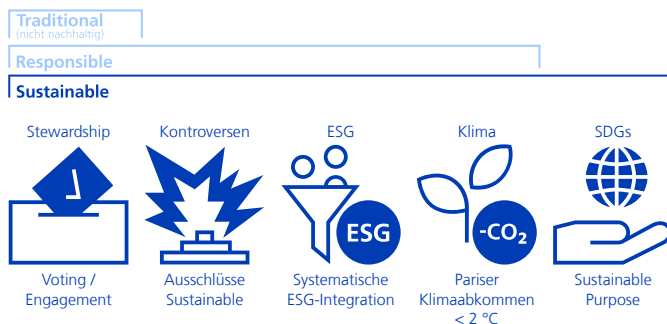 Traditional
(nicht nachhaltig)
Responsible
Sustainable
Stewardship
Kontroversen
ESG
Klima
SDGs
ESG
-CO₂
Voting /
Engagement
Ausschlüsse
Sustainable
Systematische
ESG-Integration
Pariser
Klimaabkommen
< 2 °C
Sustainable
Purpose